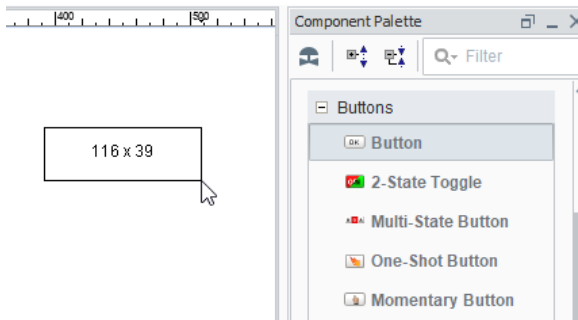 400
500
116 x 39
Component Palette
Filter
Buttons
OK Button
2-State Toggle
Multi-State Button
One-Shot Button
Momentary Button